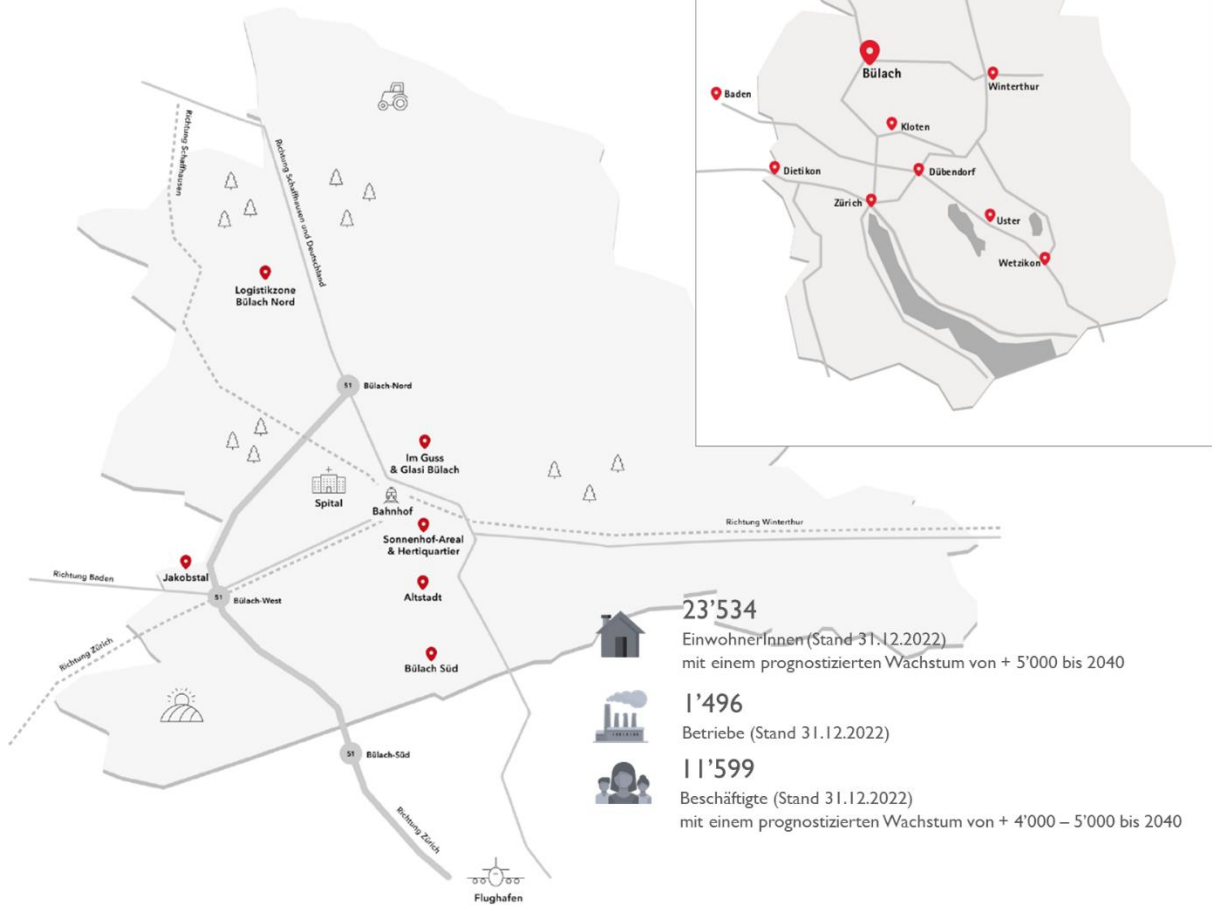 Bülach
Winterthur
Baden
Kloten
Dietikon
Dübendorf
Zürich
Uster
Wetzikon
Richtung Schaffhausen
Richtung Schaffhausen und Deutschland
Logistikzone
Bülach Nord
51
Bülach-Nord
Im Guss
& Glasi Bülach
Spital
Bahnhof
Richtung Winterthur
Sonnenhof-Areal
& Hertiquartier
Jakobstal
Richtung Baden
Altstadt
51
Bülach-West
Richtung Zürich
Bülach Süd
51
Bülach-Süd
Richtung Zürich
Flughafen
23'534
EinwohnerInnen (Stand 31.12.2022)
mit einem prognostizierten Wachstum von + 5'000 bis 2040
1'496
Betriebe (Stand 31.12.2022)
11'599
Beschäftigte (Stand 31.12.2022)
mit einem prognostizierten Wachstum von + 4'000 – 5'000 bis 2040